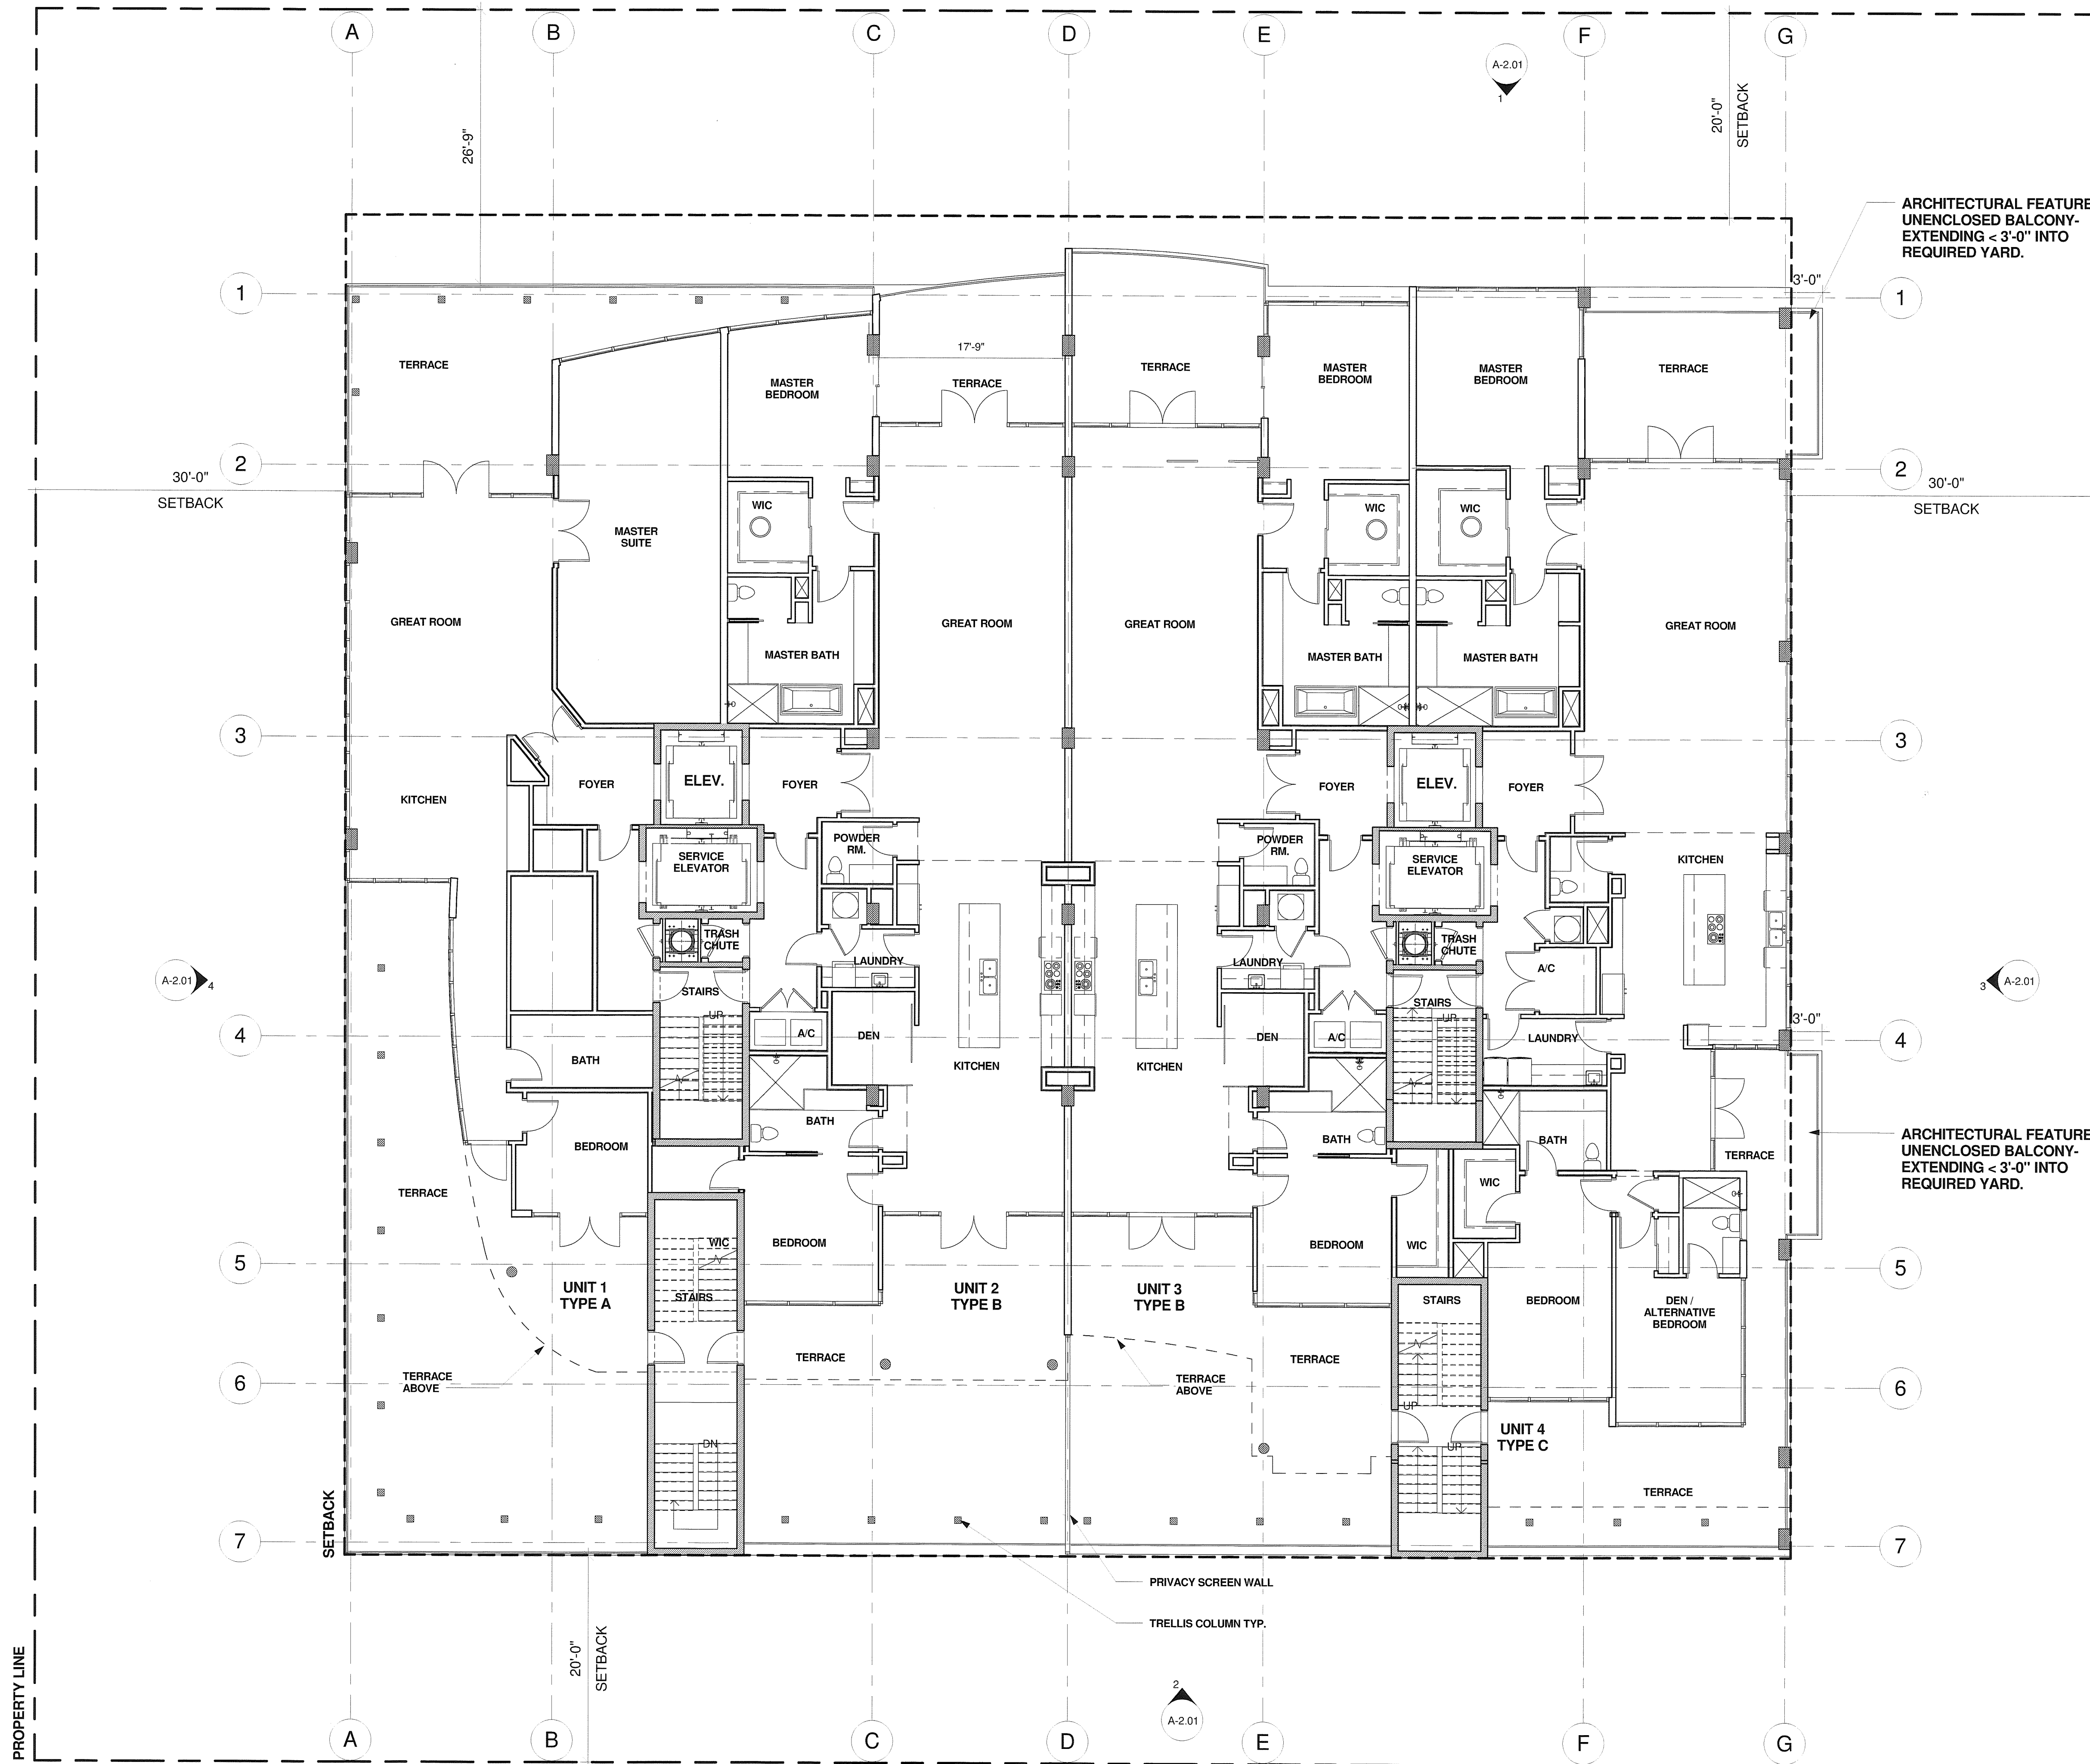 A
B
C
D
E
F
G
A-2.01
1
26'-9"
20'-0"
SETBACK
ARCHITECTURAL FEATURE
UNENCLOSED BALCONY-
EXTENDING < 3'-0" INTO
REQUIRED YARD.
3'-0"
1
1
17'-9"
TERRACE
MASTER
BEDROOM
TERRACE
TERRACE
MASTER
BEDROOM
MASTER
BEDROOM
TERRACE
2
2
30'-0"
SETBACK
30'-0"
SETBACK
MASTER
SUITE
WIC
WIC
WIC
GREAT ROOM
GREAT ROOM
GREAT ROOM
GREAT ROOM
MASTER BATH
MASTER BATH
MASTER BATH
3
3
KITCHEN
FOYER
ELEV.
FOYER
FOYER
ELEV.
FOYER
SERVICE
ELEVATOR
POWDER
RM.
POWDER
RM.
SERVICE
ELEVATOR
KITCHEN
TRASH
CHUTE
LAUNDRY
LAUNDRY
TRASH
CHUTE
A/C
A-2.01
4
3
A-2.01
STAIRS
UP
STAIRS
UP
3'-0"
4
4
BATH
A/C
DEN
KITCHEN
KITCHEN
DEN
A/C
LAUNDRY
BEDROOM
BATH
BATH
BATH
TERRACE
ARCHITECTURAL FEATURE
UNENCLOSED BALCONY-
EXTENDING < 3'-0" INTO
REQUIRED YARD.
TERRACE
WIC
WIC
BEDROOM
BEDROOM
WIC
5
5
UNIT 1
TYPE A
STAIRS
UNIT 2
TYPE B
UNIT 3
TYPE B
STAIRS
BEDROOM
DEN /
ALTERNATIVE
BEDROOM
TERRACE
TERRACE
6
6
TERRACE
ABOVE
TERRACE
ABOVE
UP
DN
UP
UNIT 4
TYPE C
TERRACE
SETBACK
7
7
PRIVACY SCREEN WALL
TRELLIS COLUMN TYP.
20'-0"
SETBACK
PROPERTY LINE
2
A-2.01
A
B
C
D
E
F
G